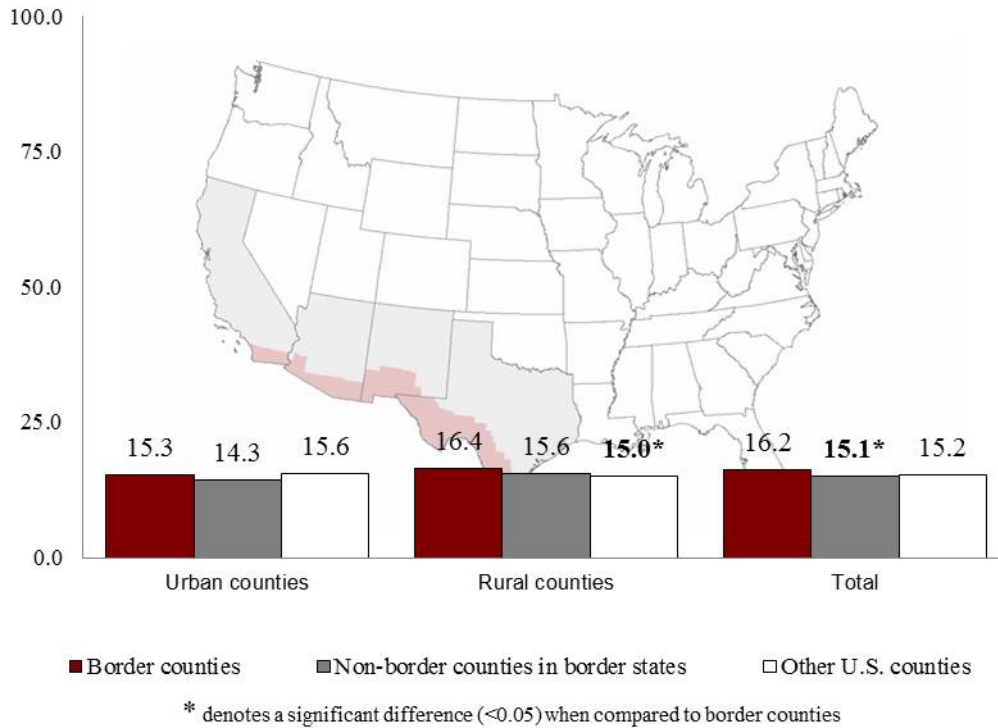 100.0
75.0
50.0
25.0
0.0
15.3 14.3 15.6 16.4 15.6 15.0* 16.2 15.1* 15.2
Urban counties Rural counties Total
Border counties Non-border counties in border states Other U.S. counties
* denotes a significant difference (<0.05) when compared to border counties